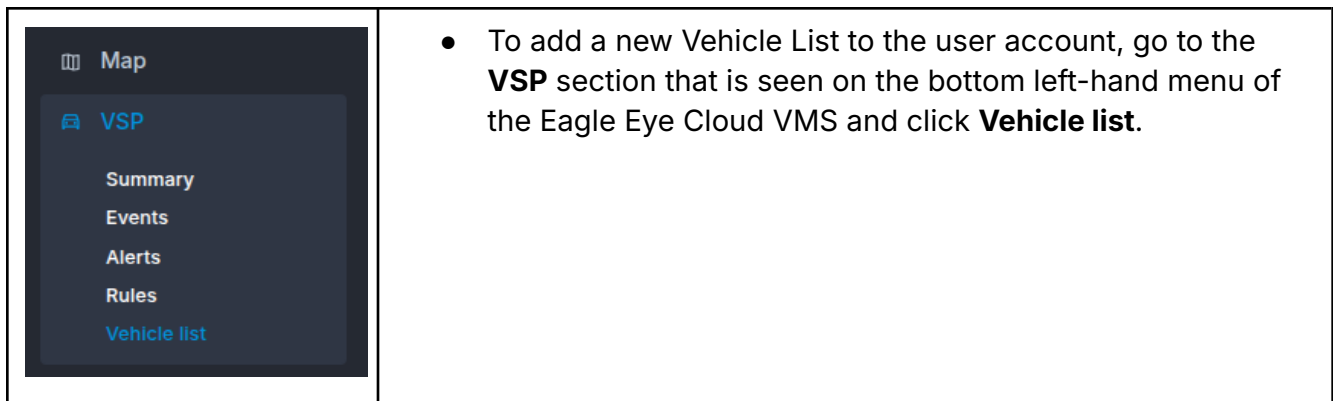 Map
VSP
Summary
Events
Alerts
Rules
Vehicle list
● To add a new Vehicle List to the user account, go to the
VSP section that is seen on the bottom left-hand menu of
the Eagle Eye Cloud VMS and click Vehicle list.